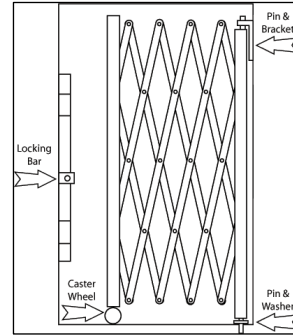 Pin &
Bracket
Locking
Bar
Caster
Wheel
Pin &
Washer